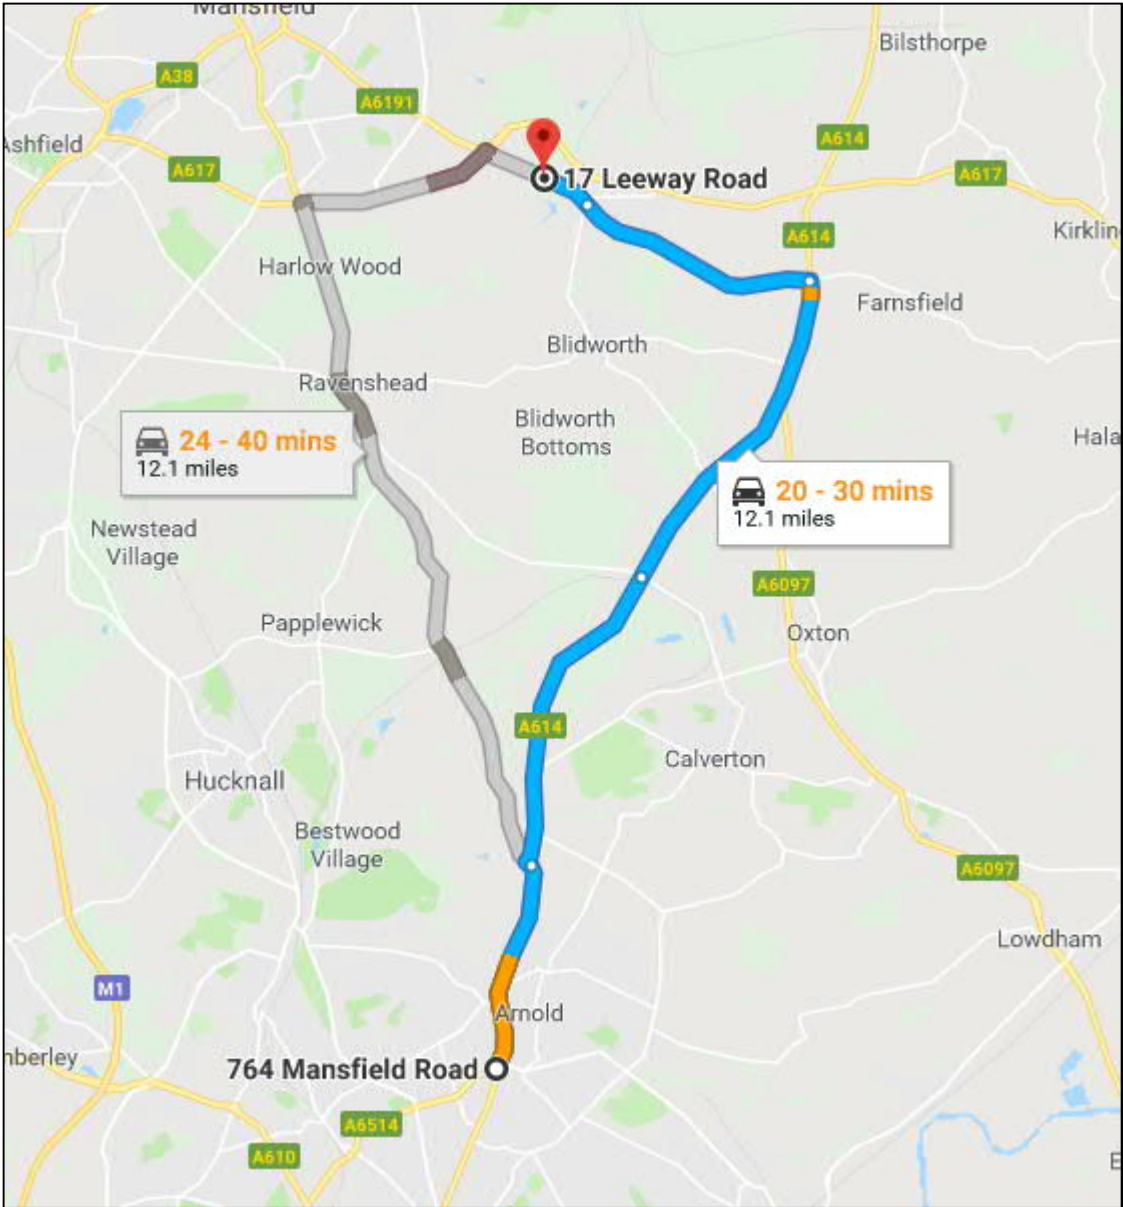 Mansfield
Bilsthorpe
A38
A6191
A614
Ashfield
A617
A617
17 Leeway Road
A614
Kirklin
Harlow Wood
Farnsfield
Blidworth
Ravenshead
Blidworth
Bottoms
24 - 40 mins
12.1 miles
Hala
20 - 30 mins
12.1 miles
Newstead
Village
A6097
Papplewick
Oxton
A614
Calverton
Hucknall
Bestwood
Village
A6097
Lowdham
M1
Arnold
mberley
764 Mansfield Road
A6514
A610